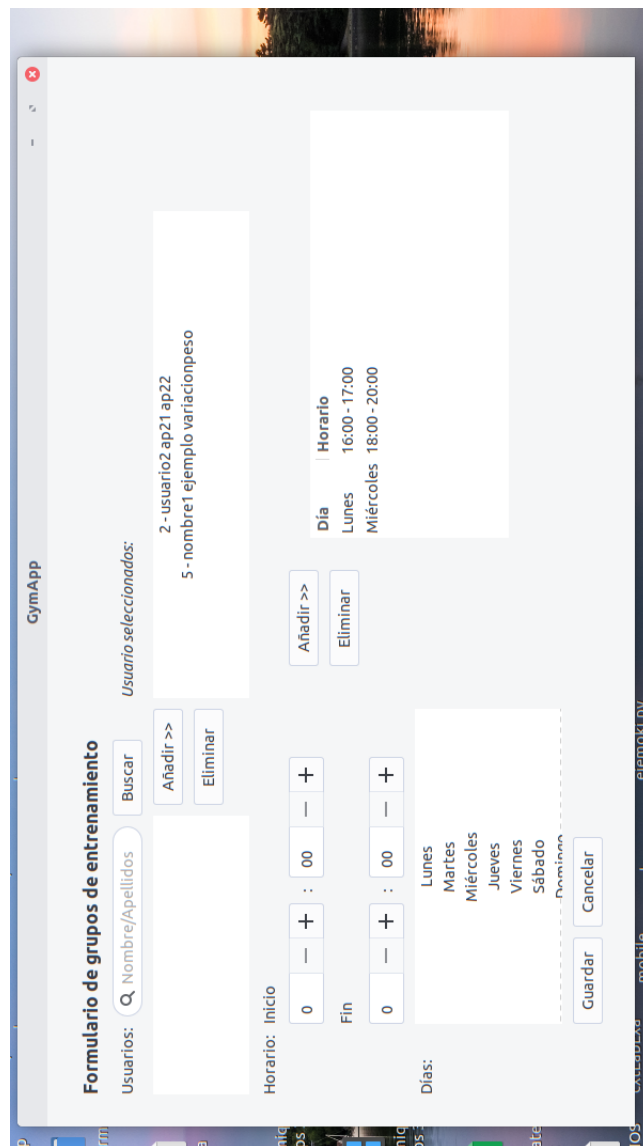 GymApp
Formulario de grupos de entrenamiento
Usuarios: Nombre/Apellidos Buscar Usuario seleccionados:
Añadir >>
Eliminar
2 - usuario2 ap21 ap22
5 - nombre1 ejemplo variacionpeso
Horario: Inicio
0 − + : 00 − +
Fin
0 − + : 00 − +
Añadir >>
Eliminar
Día Horario
Lunes 16:00 - 17:00
Miércoles 18:00 - 20:00
Días:
Lunes
Martes
Miércoles
Jueves
Viernes
Sábado
Domingo
Guardar Cancelar